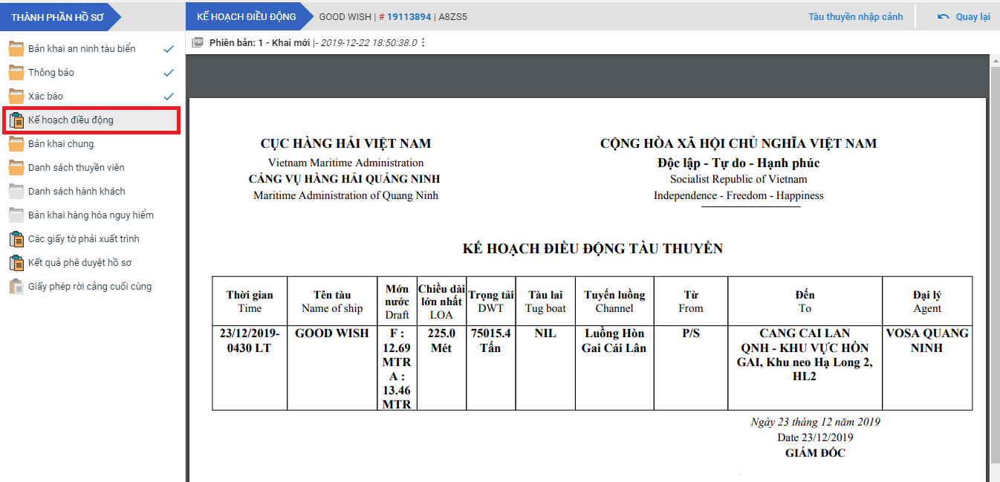 THÀNH PHẦN HỒ SƠ
Bản khai an ninh tàu biển
Thông báo
Xác báo
Kế hoạch điều động
Bản khai chung
Danh sách thuyền viên
Danh sách hành khách
Bản khai hàng hóa nguy hiểm
Các giấy tờ phải xuất trình
Kết quả phê duyệt hồ sơ
Giấy phép rời cảng cuối cùng
KẾ HOẠCH ĐIỀU ĐỘNG GOOD WISH | # 19113894 | A8ZS5 Tàu thuyền nhập cảnh Quay lại
PDF Phiên bản: 1 - Khai mới |- 2019-12-22 18:50:38.0
CỤC HÀNG HẢI VIỆT NAM
Vietnam Maritime Administration
CẢNG VỤ HÀNG HẢI QUẢNG NINH
Maritime Administration of Quang Ninh
CỘNG HÒA XÃ HỘI CHỦ NGHĨA VIỆT NAM
Độc lập - Tự do - Hạnh phúc
Socialist Republic of Vietnam
Independence - Freedom - Happiness
KẾ HOẠCH ĐIỀU ĐỘNG TÀU THUYỀN
Thời gian
Time
Tên tàu
Name of ship
Mớn
nước
Draft
Chiều dài
lớn nhất
LOA
Trọng tải
DWT
Tàu lai
Tug boat
Tuyến luồng
Channel
Từ
From
Đến
To
Đại lý
Agent
23/12/2019-
0430 LT
GOOD WISH
F :
12.69
MTR
A :
13.46
MTR
225.0
Mét
75015.4
Tấn
NIL
Luồng Hòn
Gai Cái Lân
P/S
CANG CAI LAN
QNH - KHU VỰC HÒN
GAI, Khu neo Hạ Long 2,
HL2
VOSA QUANG
NINH
Ngày 23 tháng 12 năm 2019
Date 23/12/2019
GIÁM ĐỐC